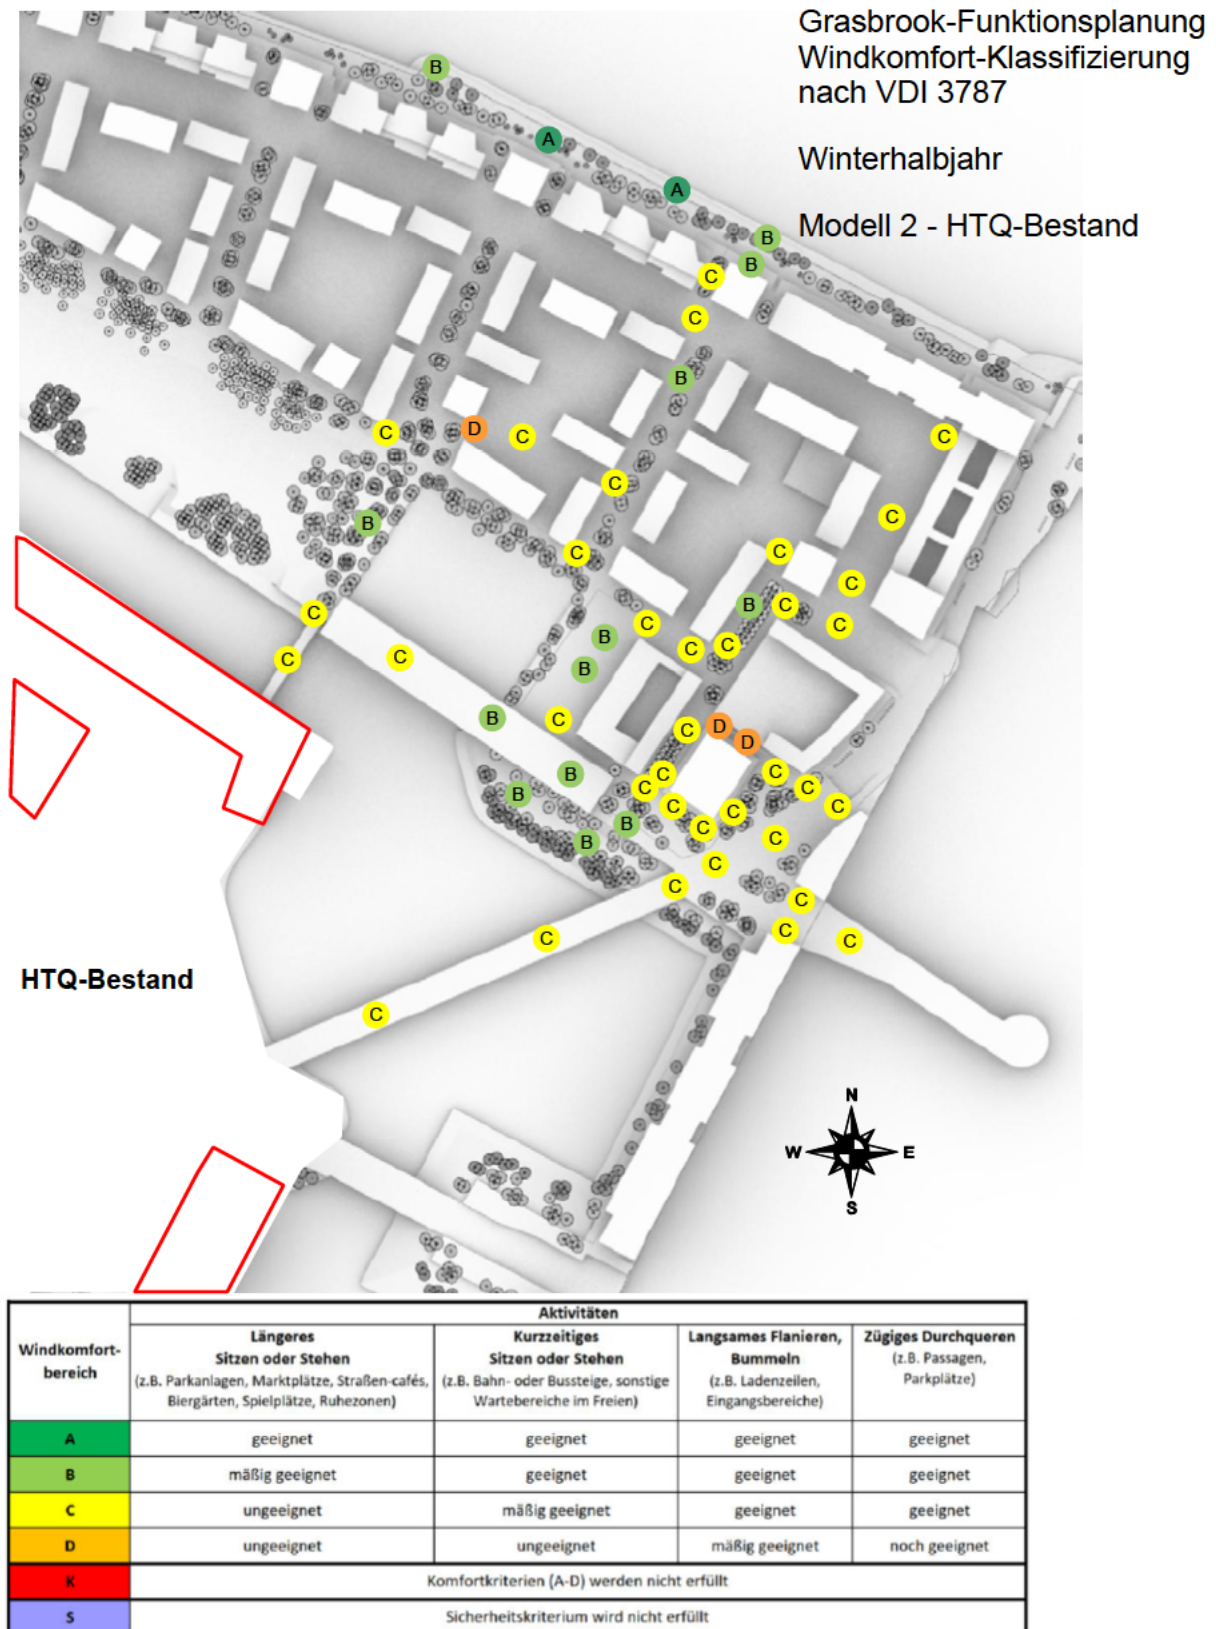 Grasbrook-Funktionsplanung
Windkomfort-Klassifizierung
nach VDI 3787
Winterhalbjahr
Modell 2 - HTQ-Bestand
B
A
A
B
B
C
C
B
C
D
C
C
C
C
B
C
C
C
C
B
C
C
B
C
C
B
C
C
C
B
C
B
C
D
D
C
C
B
C
C
C
B
C
C
C
B
C
B
C
C
C
C
C
C
C
C
HTQ-Bestand
N
W E
S
Aktivitäten
Windkomfort-
bereich
Längeres
Sitzen oder Stehen
(z.B. Parkanlagen, Marktplätze, Straßen-cafés,
Biergärten, Spielplätze, Ruhezonen)
Kurzzeitiges
Sitzen oder Stehen
(z.B. Bahn- oder Bussteige, sonstige
Wartebereiche im Freien)
Langsames Flanieren,
Bummeln
(z.B. Ladenzeilen,
Eingangsbereiche)
Zügiges Durchqueren
(z.B. Passagen,
Parkplätze)
A geeignet geeignet geeignet geeignet
B mäßig geeignet geeignet geeignet geeignet
C ungeeignet mäßig geeignet geeignet geeignet
D ungeeignet ungeeignet mäßig geeignet noch geeignet
K Komfortkriterien (A-D) werden nicht erfüllt
S Sicherheitskriterium wird nicht erfüllt